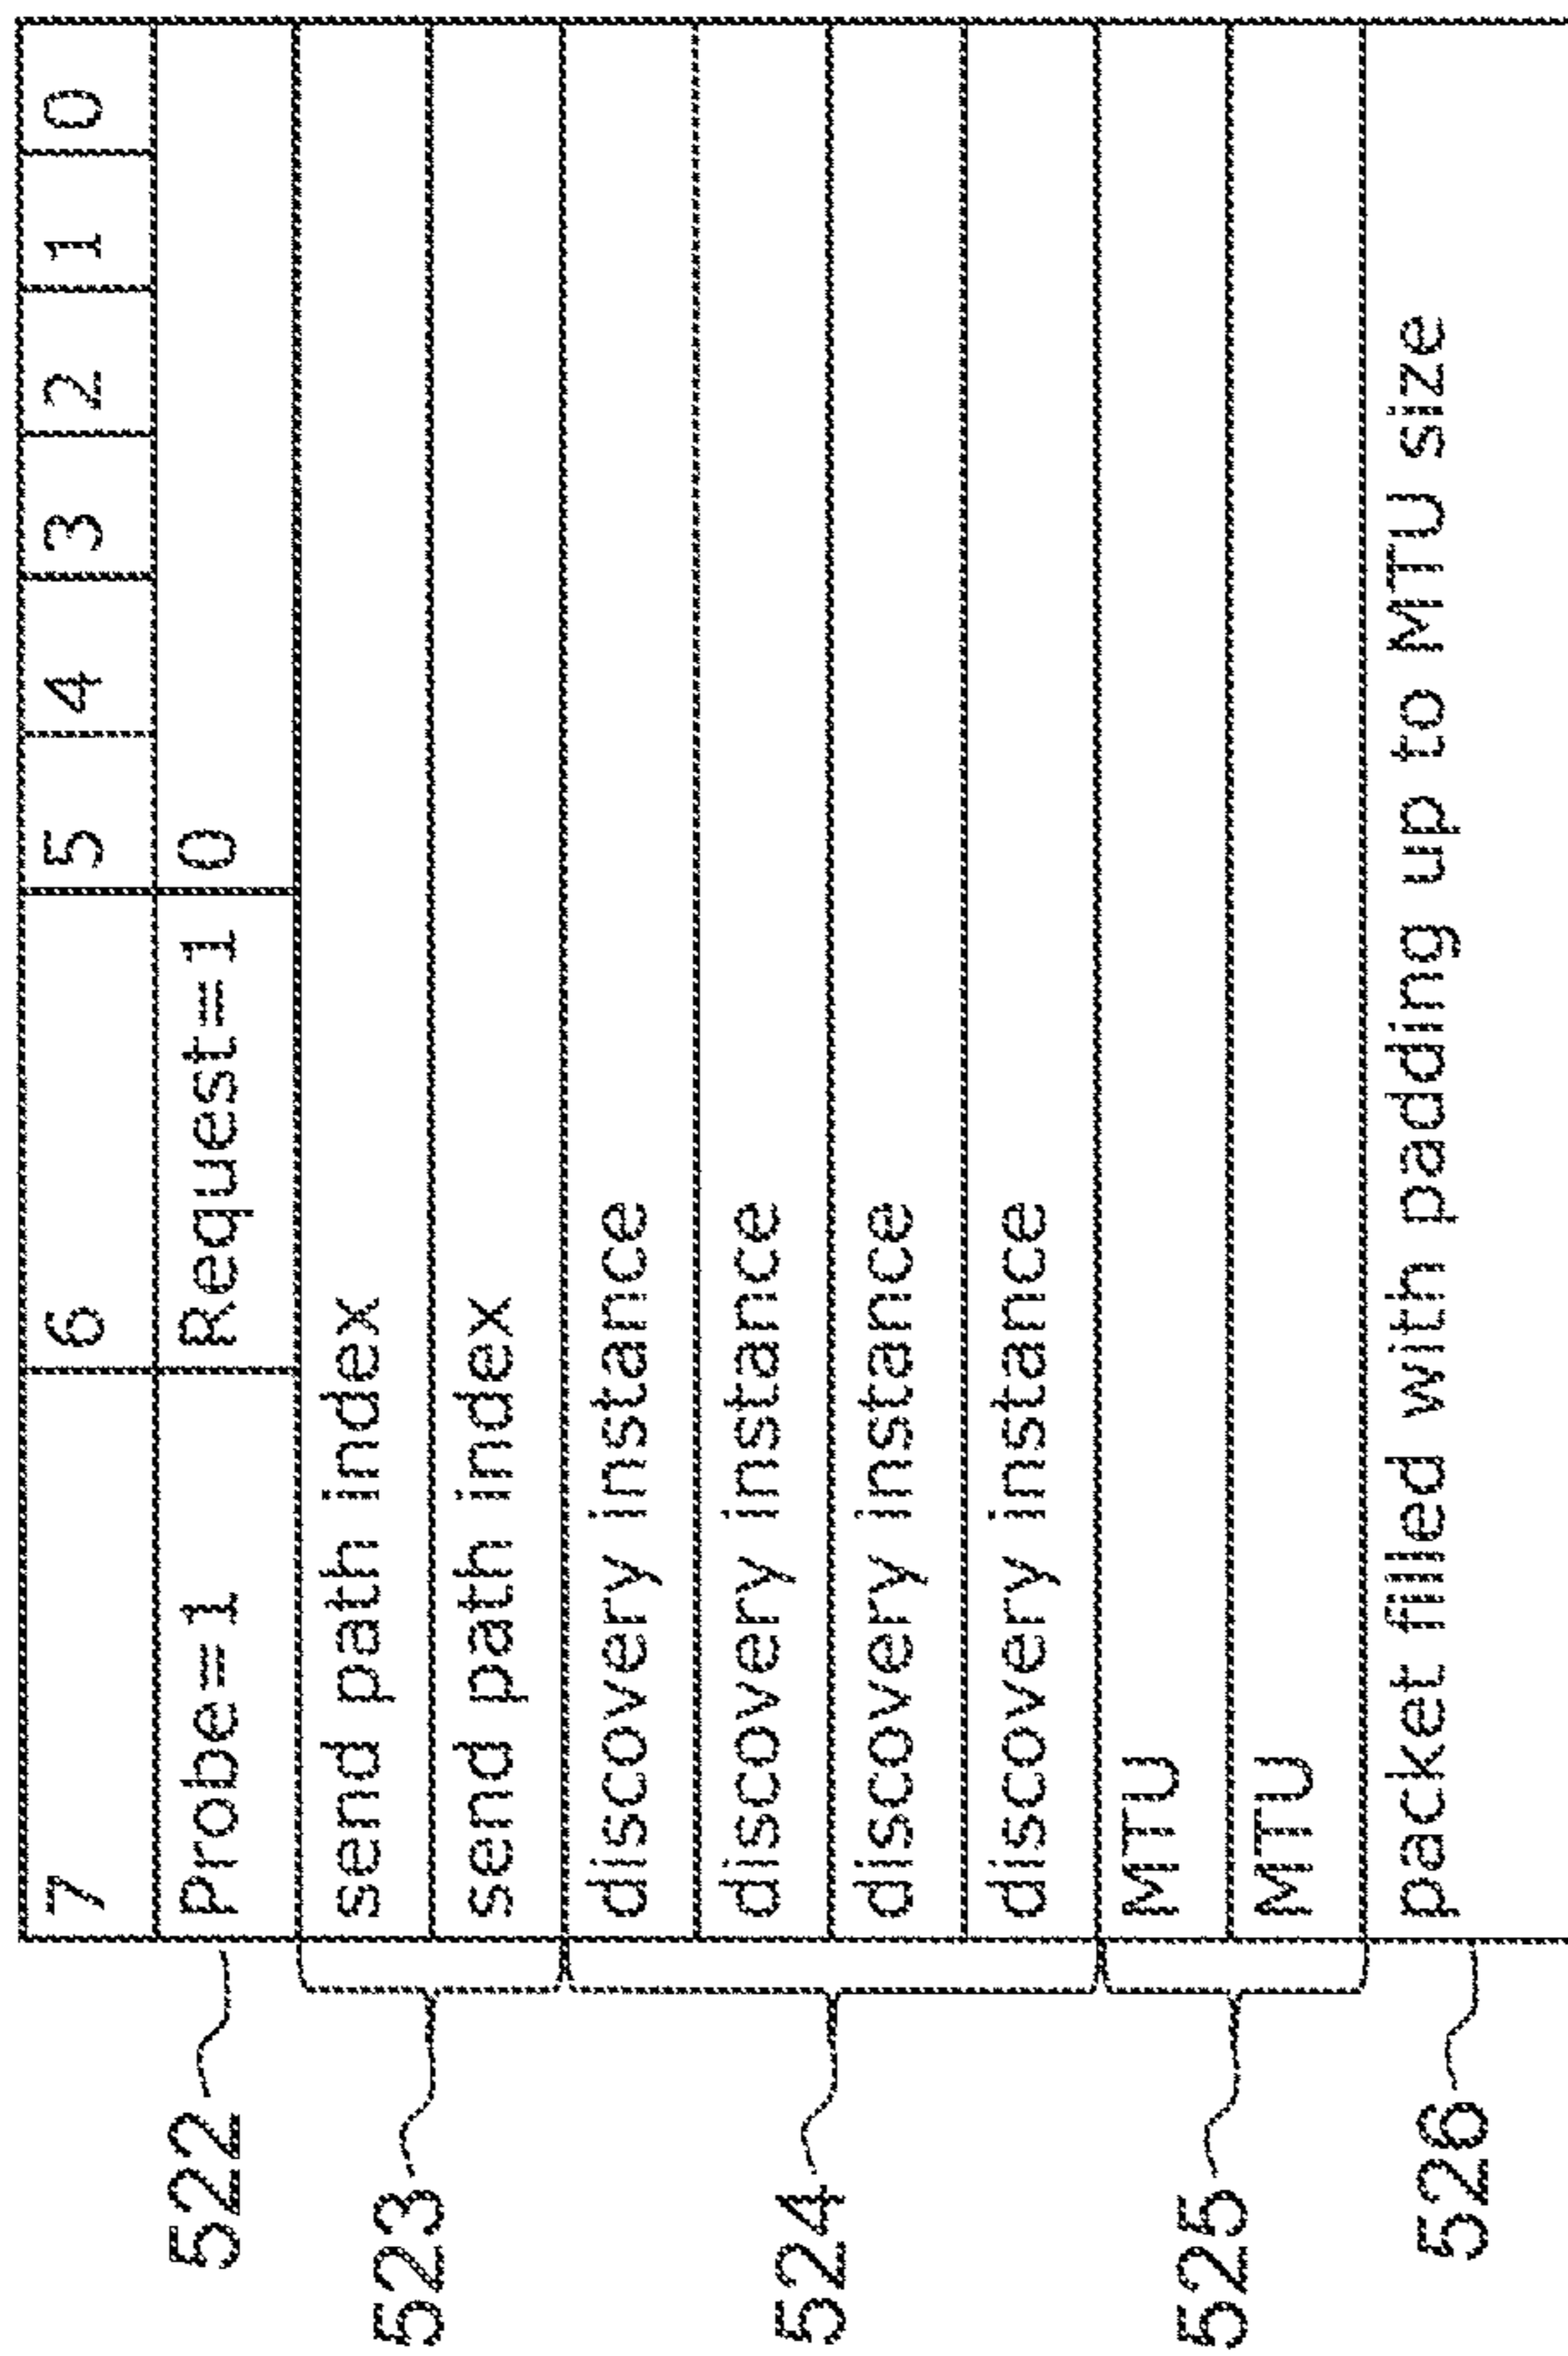 7 6 5 4 3 2 1 0
522 Probe=1 Request=1 0
523 send path index
send path index
524 discovery instance
discovery instance
discovery instance
discovery instance
525 MTU
MTU
526 packet filled with padding up to MTU size